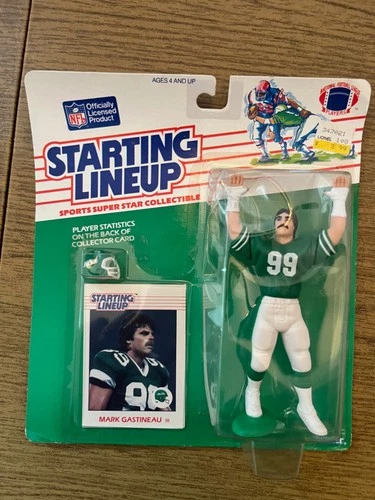 AGES 4 AND UP
NFL
Officially
Licensed
Product
STARTING
LINEUP
SPORTS SUPER STAR COLLECTIBLE
PLAYER STATISTICS
ON THE BACK OF
COLLECTOR CARD
99
STARTING
LINEUP
MARK GASTINEAU